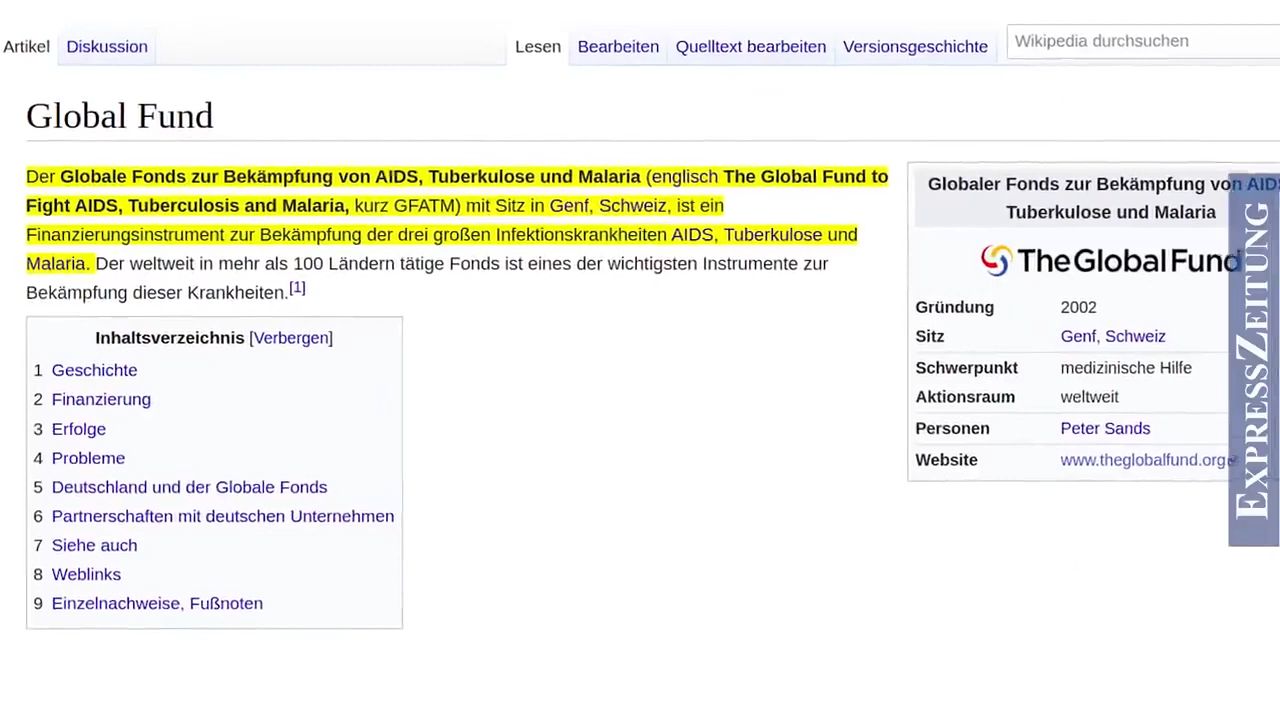 Artikel Diskussion Lesen Bearbeiten Quelltext bearbeiten Versionsgeschichte Wikipedia durchsuchen
Global Fund
Der Globale Fonds zur Bekämpfung von AIDS, Tuberkulose und Malaria (englisch The Global Fund to
Fight AIDS, Tuberculosis and Malaria, kurz GFATM) mit Sitz in Genf, Schweiz, ist ein
Finanzierungsinstrument zur Bekämpfung der drei großen Infektionskrankheiten AIDS, Tuberkulose und
Malaria. Der weltweit in mehr als 100 Ländern tätige Fonds ist eines der wichtigsten Instrumente zur
Bekämpfung dieser Krankheiten.[1]
Inhaltsverzeichnis [Verbergen]
1 Geschichte
2 Finanzierung
3 Erfolge
4 Probleme
5 Deutschland und der Globale Fonds
6 Partnerschaften mit deutschen Unternehmen
7 Siehe auch
8 Weblinks
9 Einzelnachweise, Fußnoten
Globaler Fonds zur Bekämpfung von AIDS
Tuberkulose und Malaria
The Global Fund
Gründung 2002
Sitz Genf, Schweiz
Schwerpunkt medizinische Hilfe
Aktionsraum weltweit
Personen Peter Sands
Website www.theglobalfund.org
EXPRESSZEITUNG